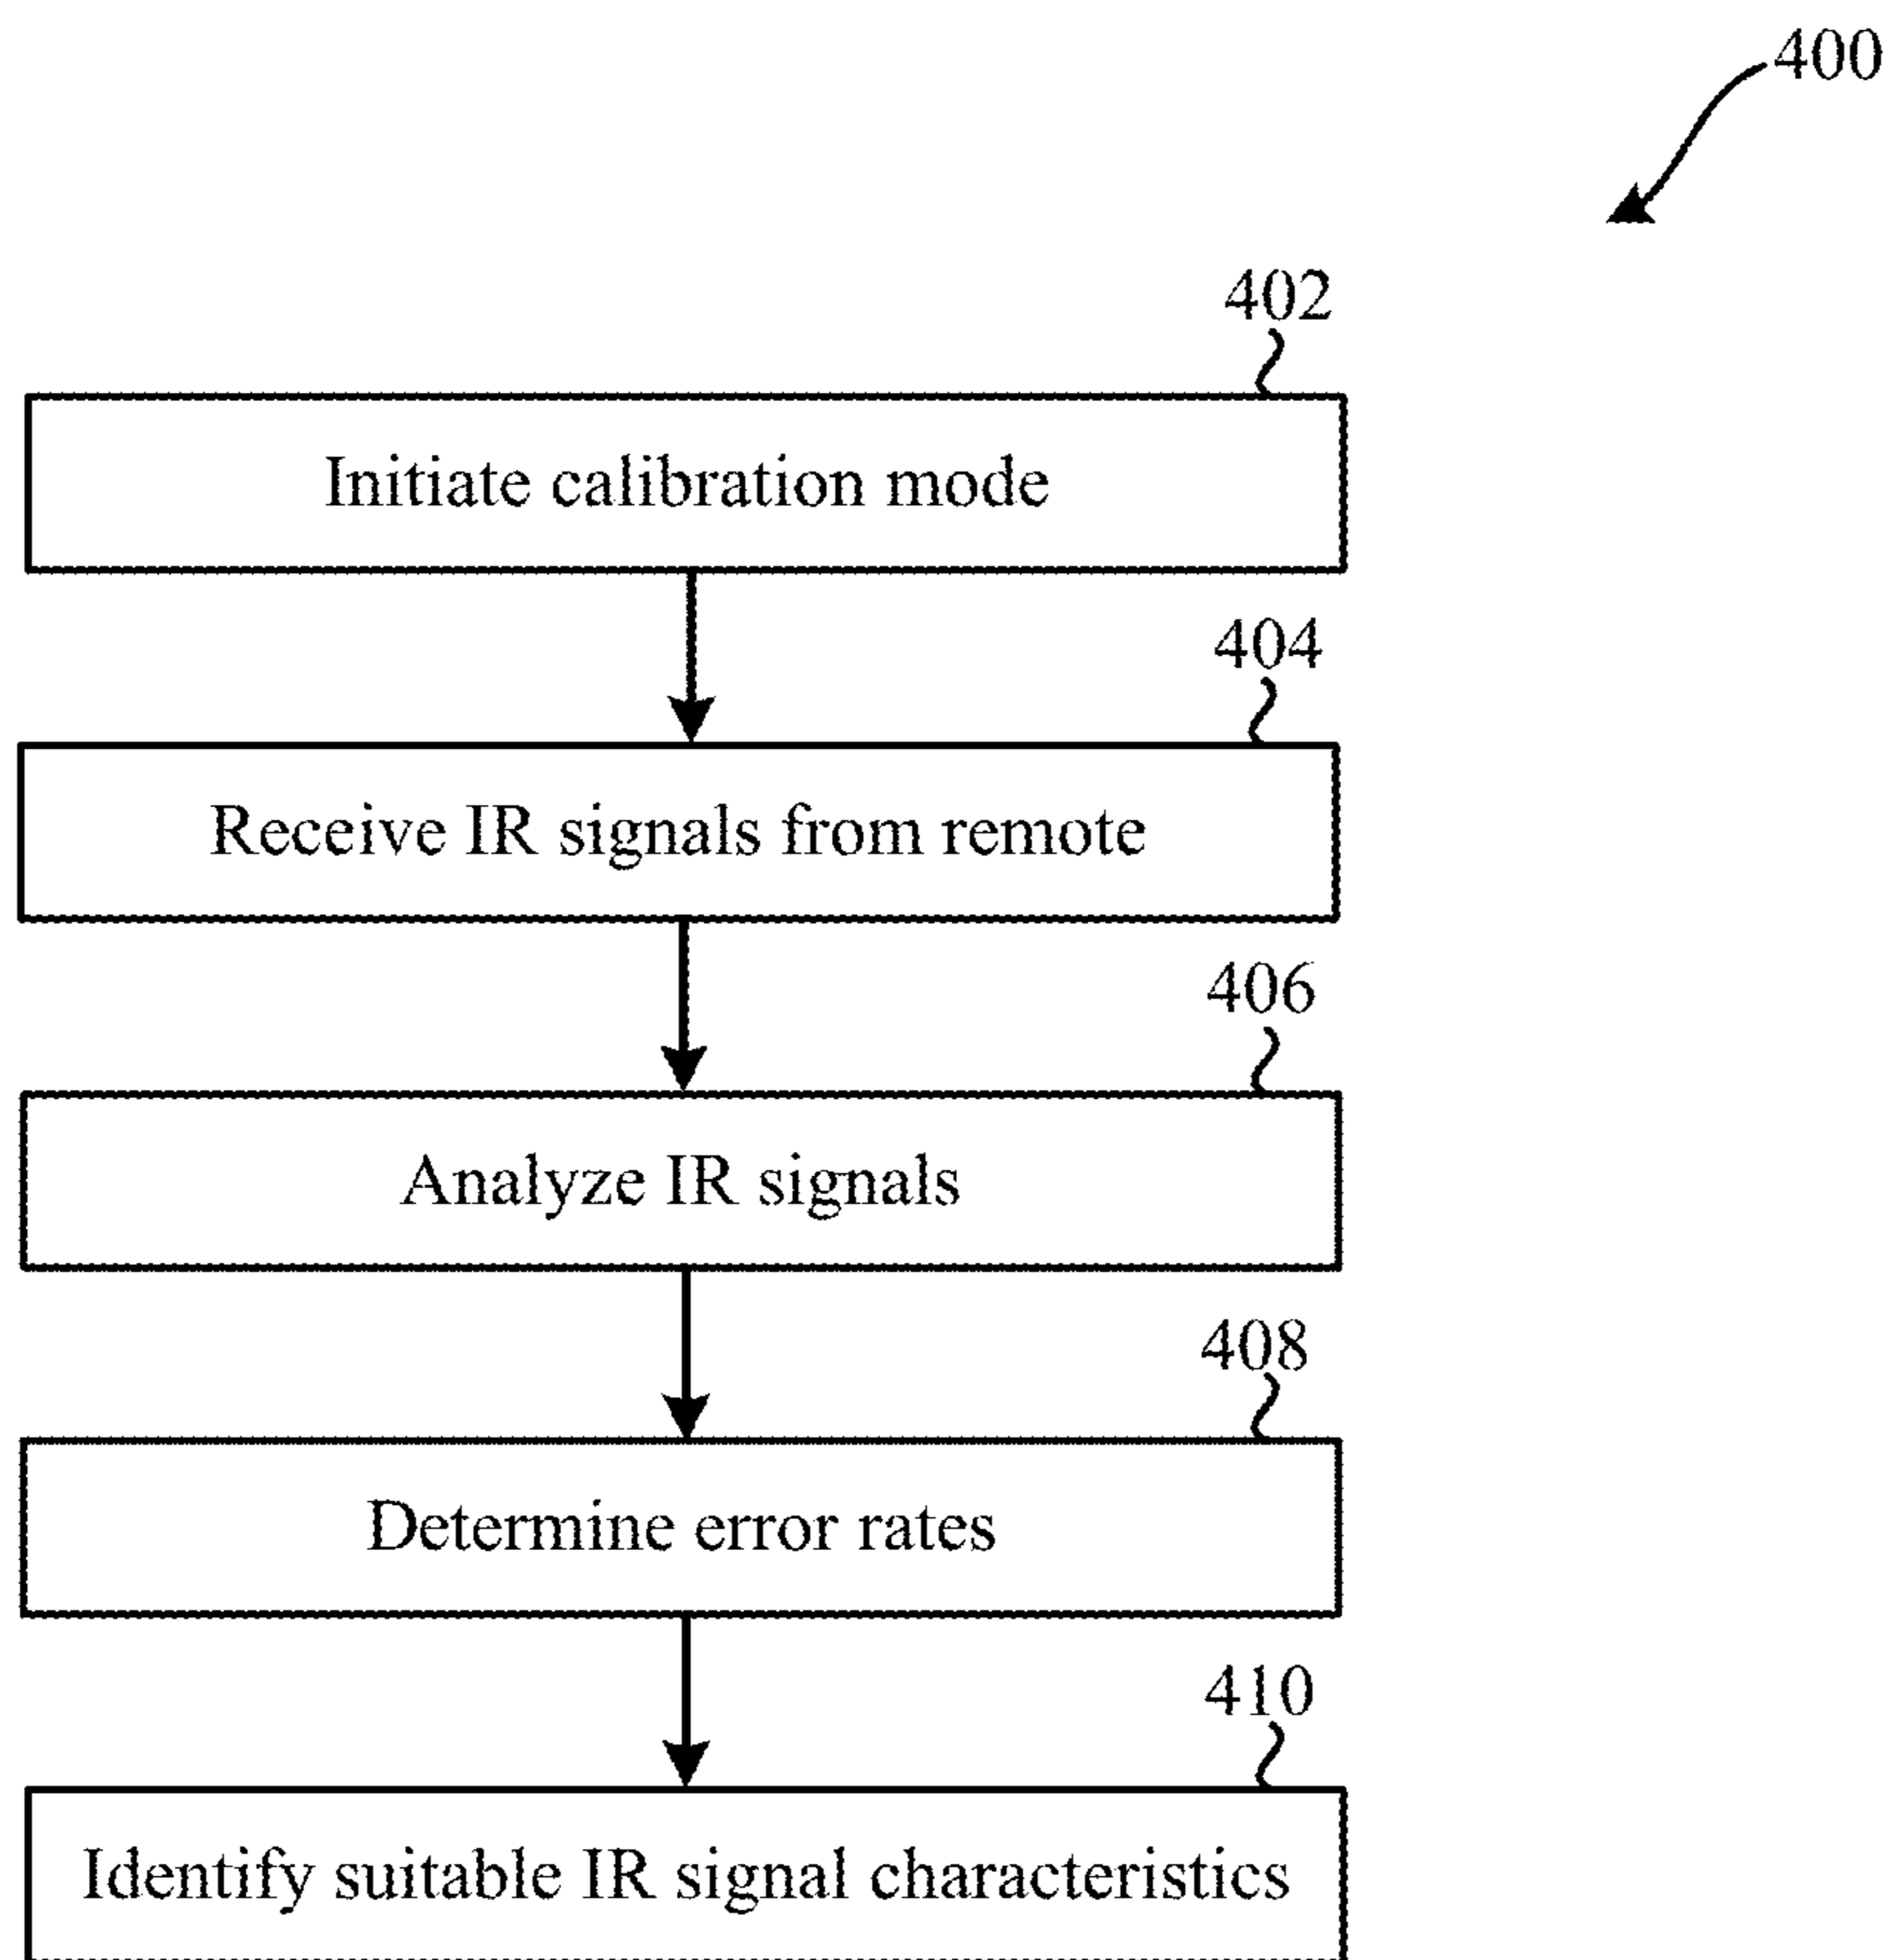 400
402
Initiate calibration mode
404
Receive IR signals from remote
406
Analyze IR signals
408
Determine error rates
410
Identify suitable IR signal characteristics